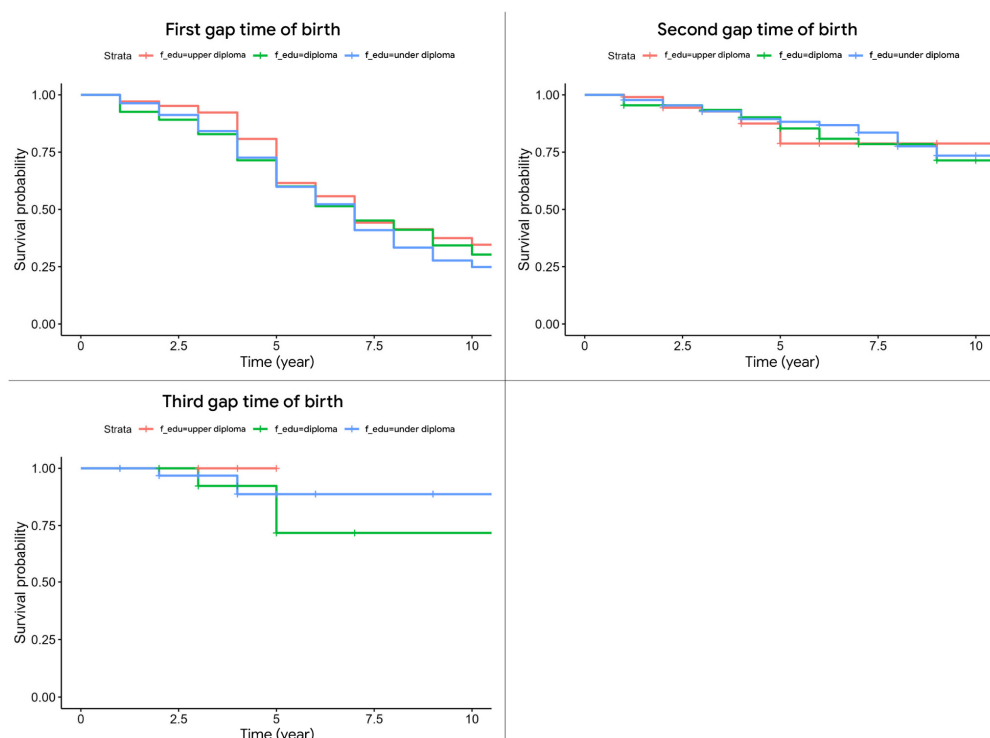 First gap time of birth
Strata f_edu=upper diploma f_edu=diploma f_edu=under diploma
1.00
0.75
0.50
0.25
0.00
Survival probability
0 2.5 5 7.5 10
Time (year)
Second gap time of birth
Strata f_edu=upper diploma f_edu=diploma f_edu=under diploma
1.00
0.75
0.50
0.25
0.00
Survival probability
0 2.5 5 7.5 10
Time (year)
Third gap time of birth
Strata f_edu=upper diploma f_edu=diploma f_edu=under diploma
1.00
0.75
0.50
0.25
0.00
Survival probability
0 2.5 5 7.5 10
Time (year)